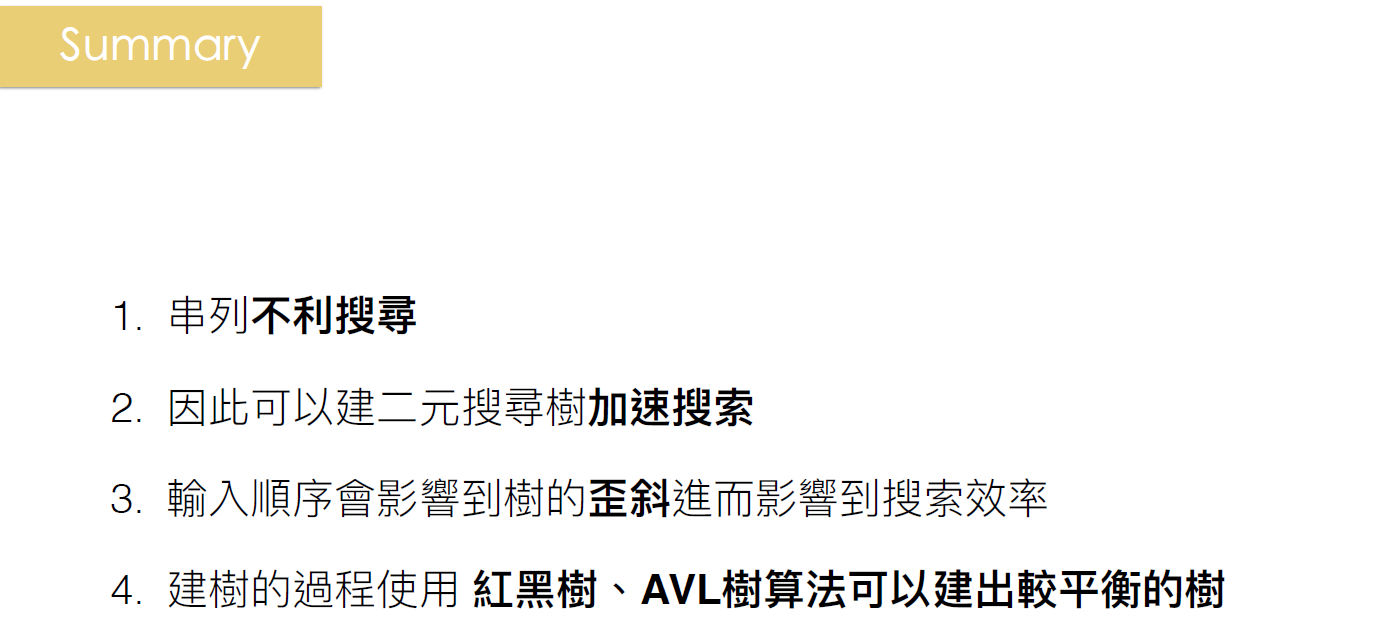 Summary
1. 串列不利搜尋
2. 因此可以建二元搜尋樹加速搜索
3. 輸入順序會影響到樹的歪斜進而影響到搜索效率
4. 建樹的過程使用 紅黑樹、AVL樹算法可以建出較平衡的樹